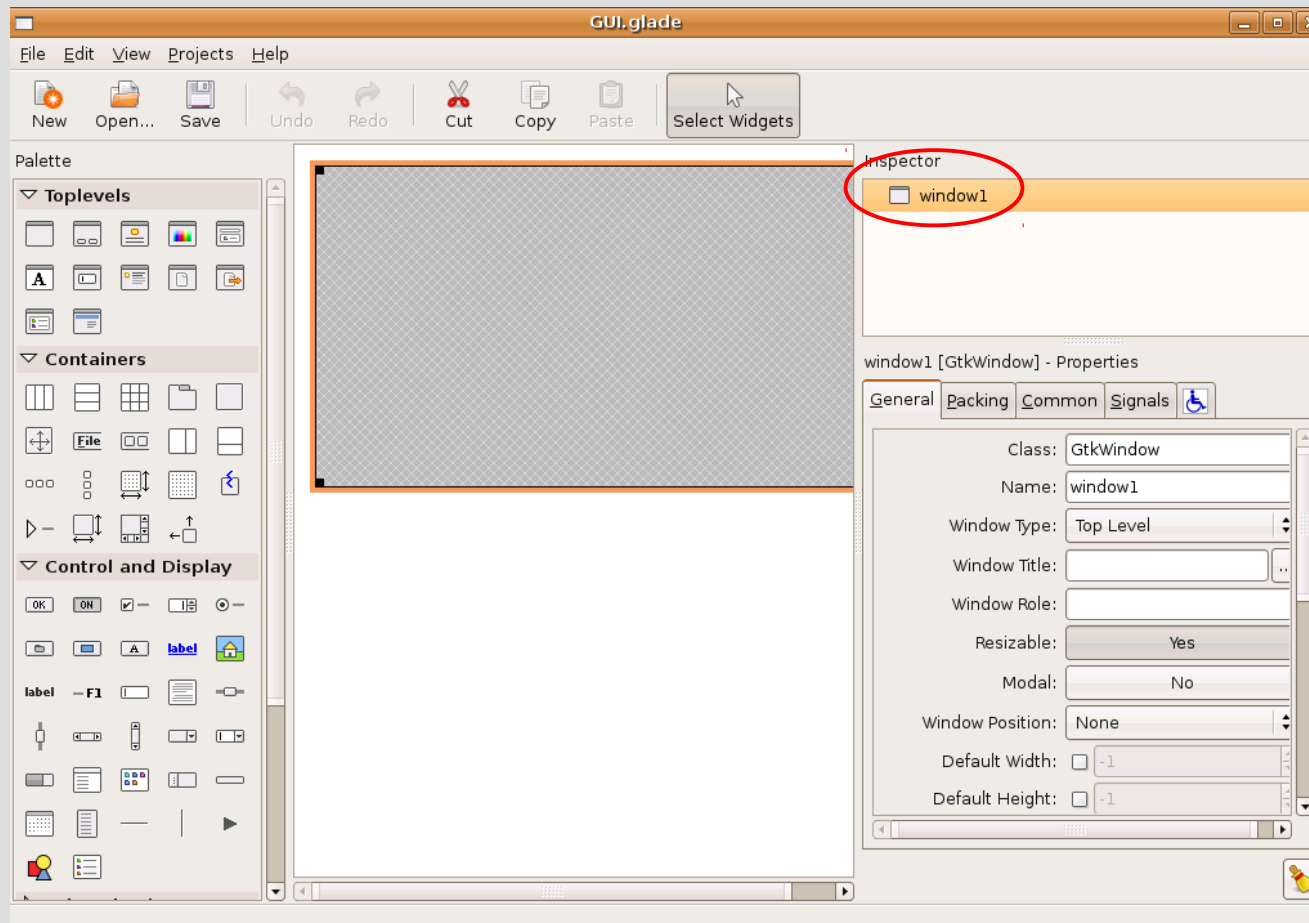 GUI.glade
File Edit View Projects Help
New Open... Save Undo Redo Cut Copy Paste Select Widgets
Palette
Toplevels
A
Containers
File
Control and Display
OK ON
A label
label F1
Inspector
window1
window1 [GtkWindow] - Properties
General Packing Common Signals
Class: GtkWindow
Name: window1
Window Type: Top Level
Window Title: ..
Window Role:
Resizable: Yes
Modal: No
Window Position: None
Default Width: -1
Default Height: -1